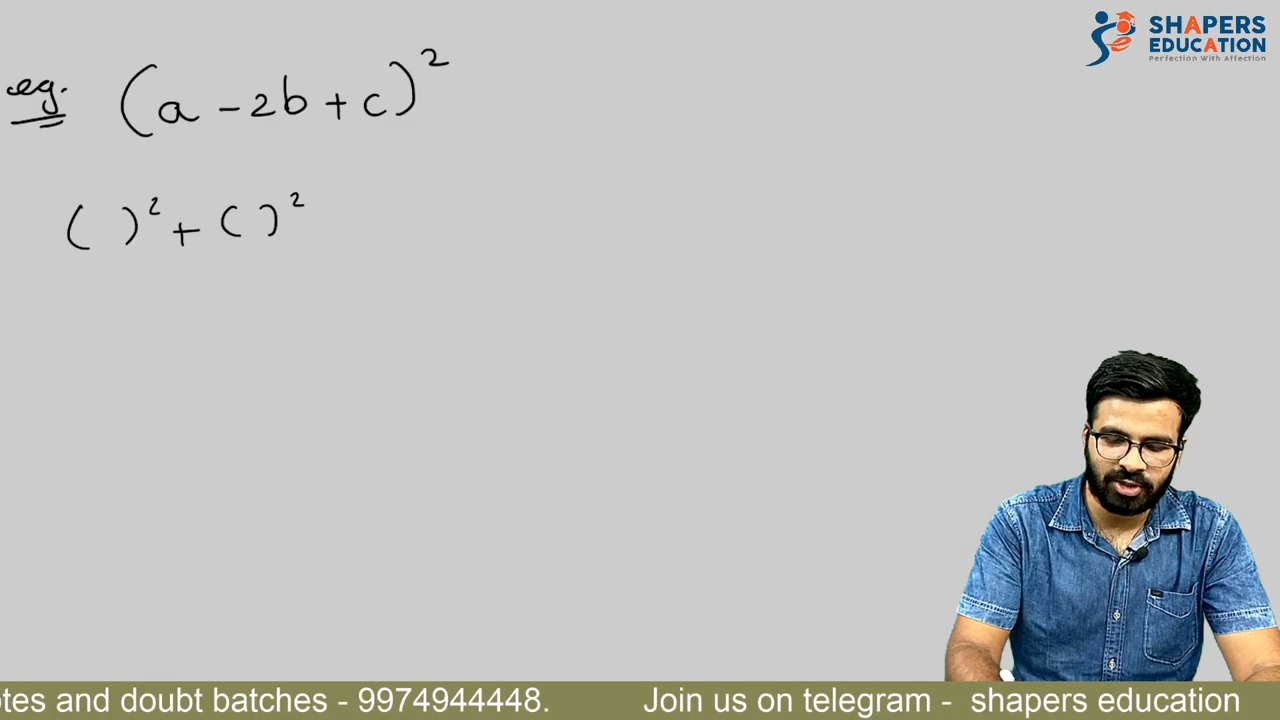 SHAPERS
EDUCATION
Perfection With Affection
eg. (a - 2b + c)²
( )² + ( )²
otes and doubt batches - 9974944448. Join us on telegram - shapers education